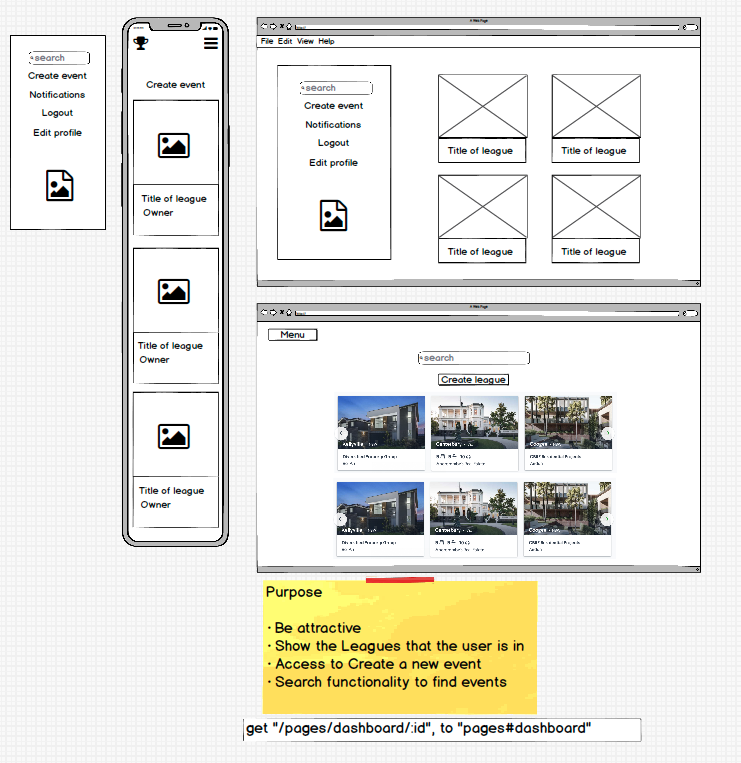 search
Create event
Notifications
Logout
Edit profile
Create event
Title of league
Owner
Title of league
Owner
Title of league
Owner
A Web Page
File Edit View Help
search
Create event
Notifications
Logout
Edit profile
Title of league
Title of league
Title of league
Title of league
A Web Page
Menu
search
Create league
Kellyville
Canterbury
Coogee
Kellyville
Canterbury
Coogee
Purpose
· Be attractive
· Show the Leagues that the user is in
· Access to Create a new event
· Search functionality to find events
get "/pages/dashboard/:id", to "pages#dashboard"